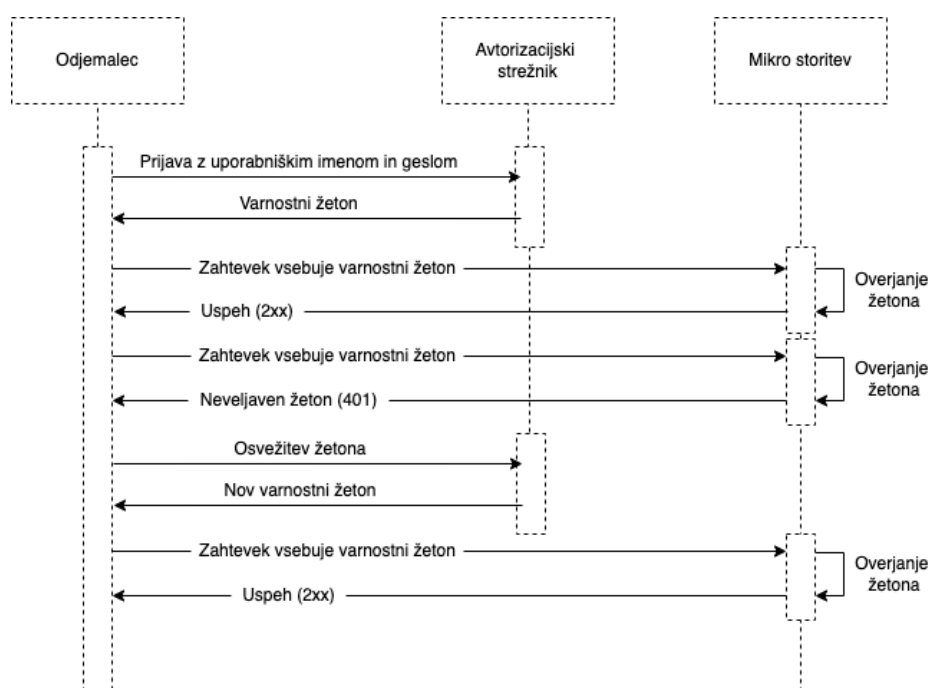 Odjemalec
Avtorizacijski
strežnik
Mikro storitev
Prijava z uporabniškim imenom in geslom
Varnostni žeton
Zahtevek vsebuje varnostni žeton
Overjanje
žetona
Uspeh (2xx)
Zahtevek vsebuje varnostni žeton
Overjanje
žetona
Neveljaven žeton (401)
Osvežitev žetona
Nov varnostni žeton
Zahtevek vsebuje varnostni žeton
Overjanje
žetona
Uspeh (2xx)